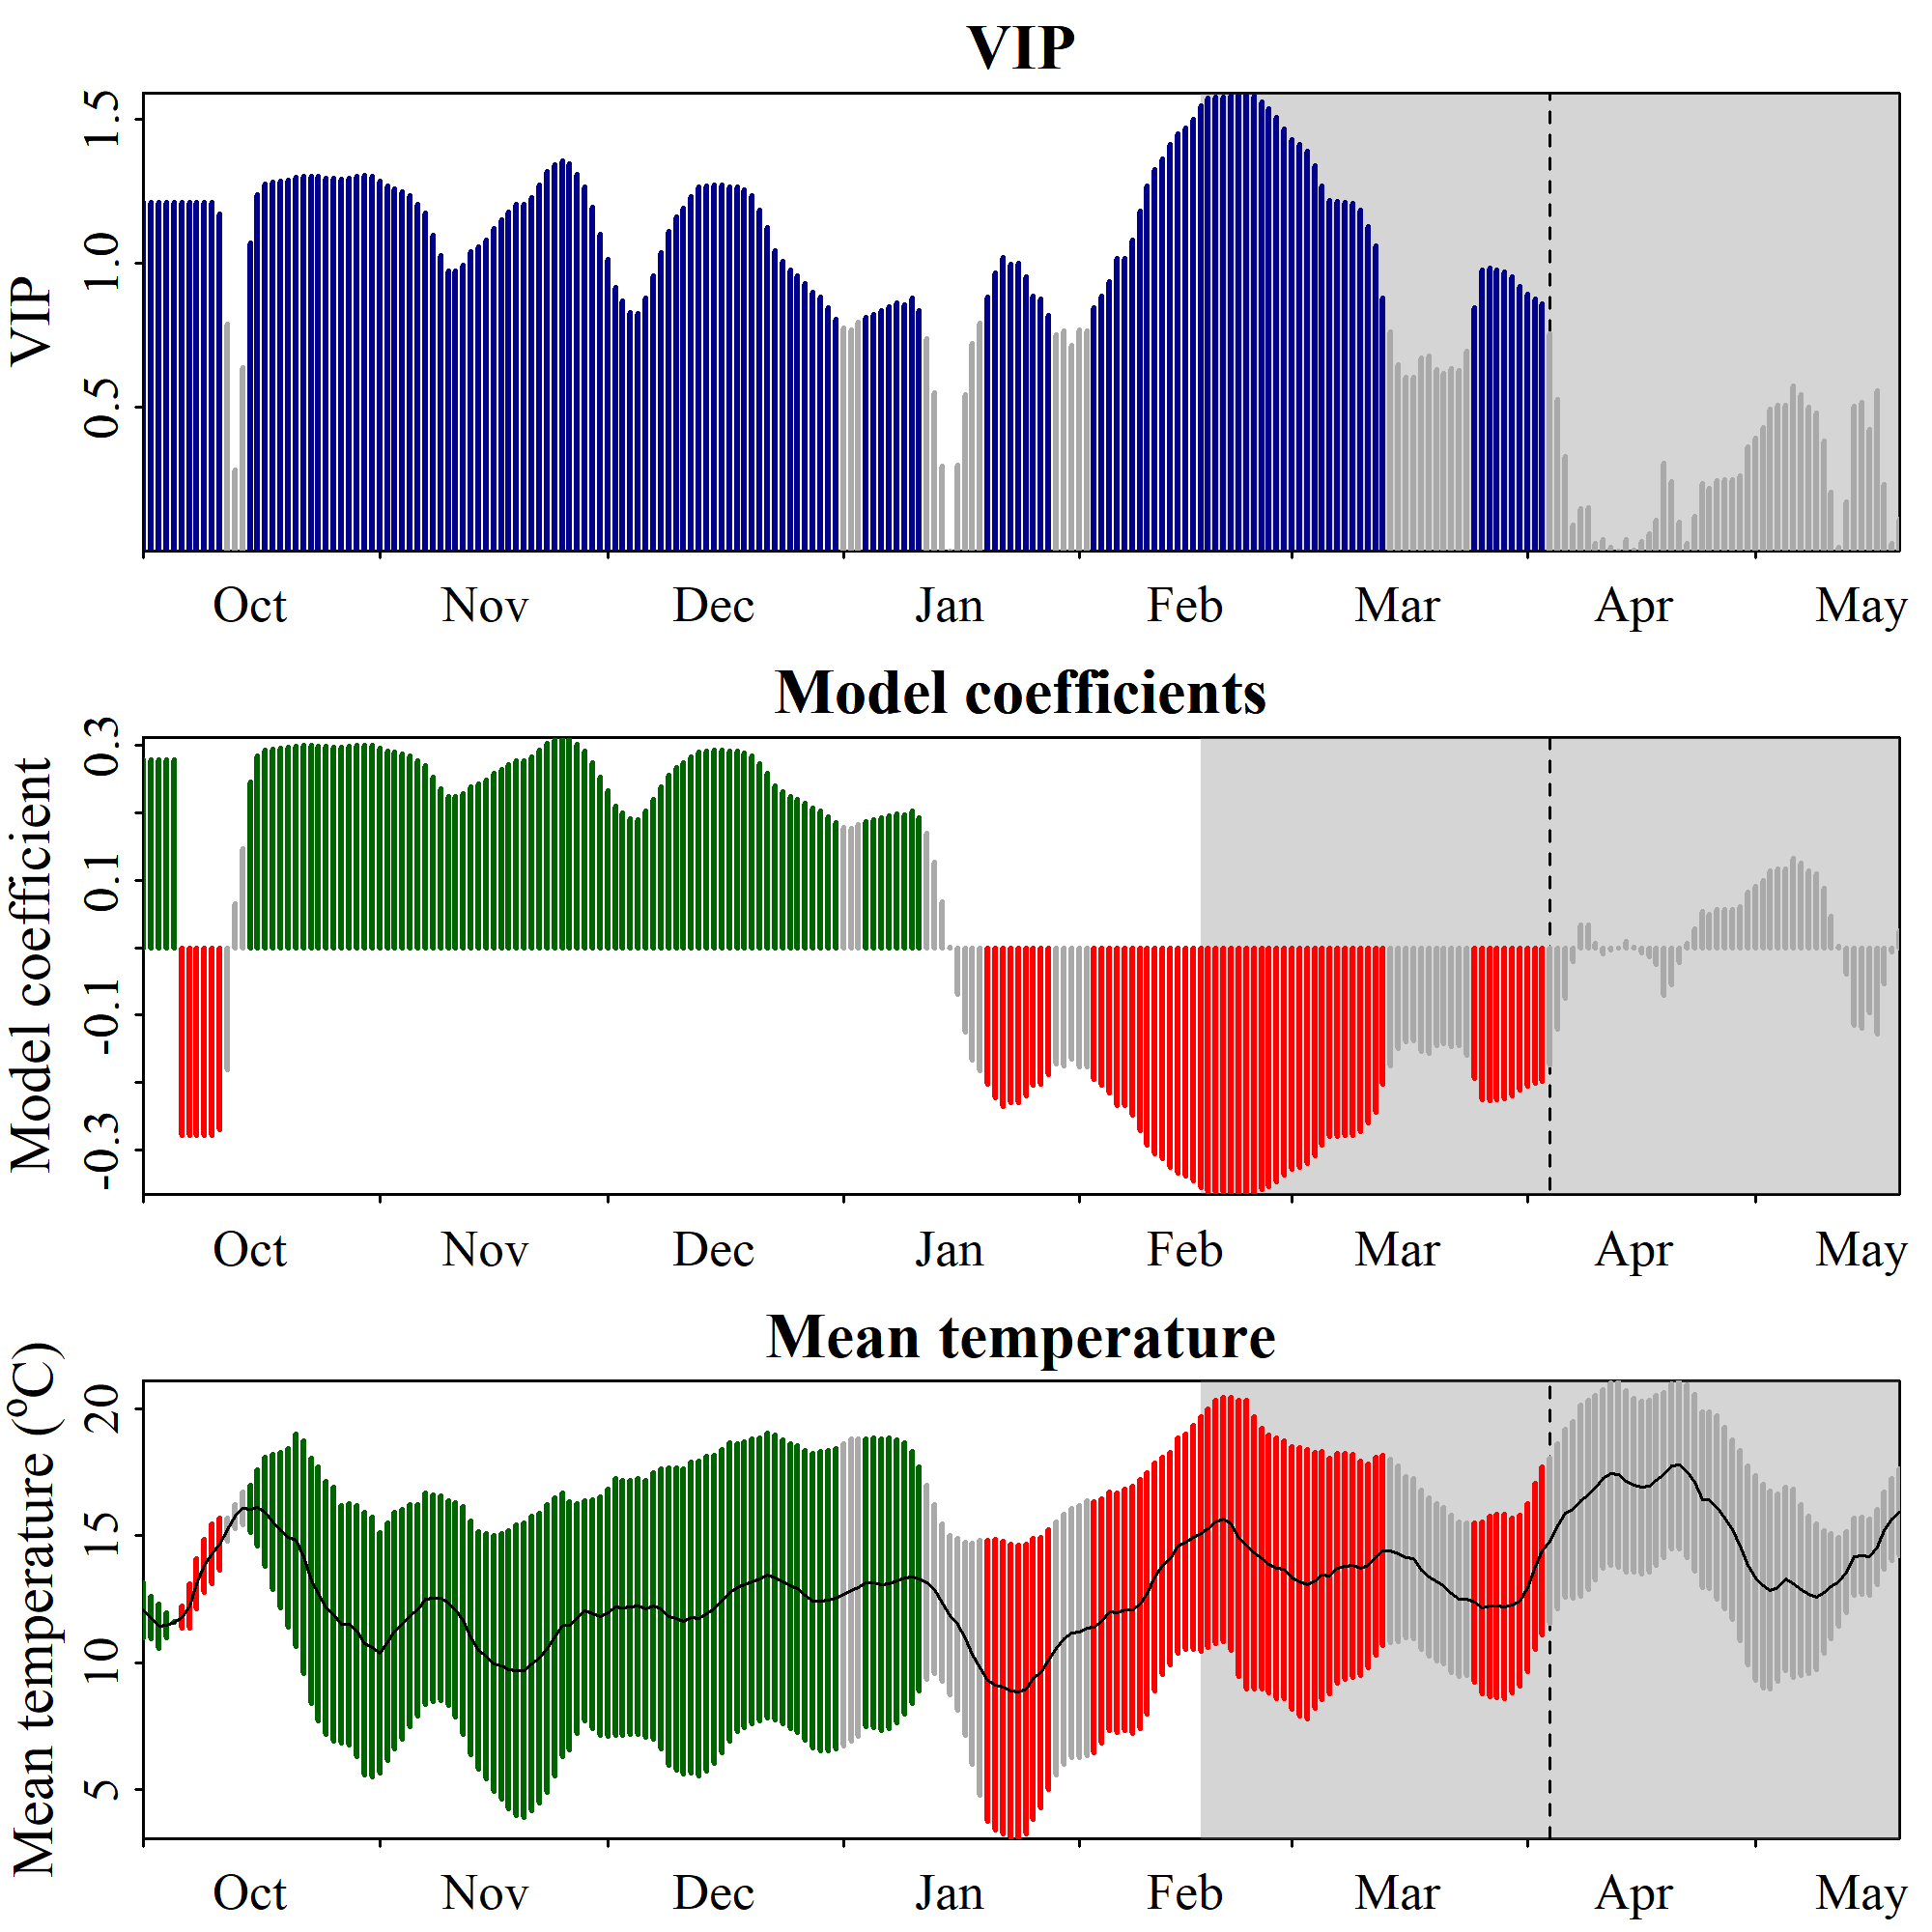 VIP
VIP
1.5
1.0
0.5
Oct Nov Dec Jan Feb Mar Apr May
Model coefficients
Model coefficient
0.3
0.1
-0.1
-0.3
Oct Nov Dec Jan Feb Mar Apr May
Mean temperature
Mean temperature (°C)
20
15
10
5
Oct Nov Dec Jan Feb Mar Apr May